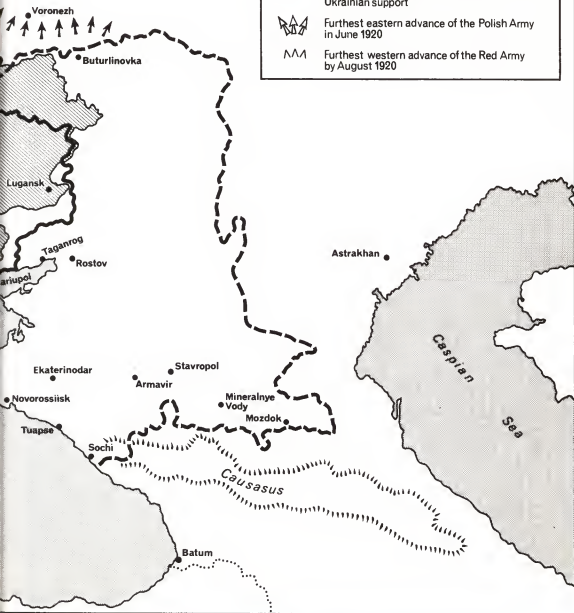 Ukrainian support
Furthest eastern advance of the Polish Army
in June 1920
Furthest western advance of the Red Army
by August 1920
Voronezh
Buturlinovka
Lugansk
Taganrog
Rostov
ariupol
Astrakhan
Caspian
Sea
Ekaterinodar
Stavropol
Armavir
Novorossiisk
Mineralnye
Vody
Mozdok
Tuapse
Sochi
Causasus
Batum